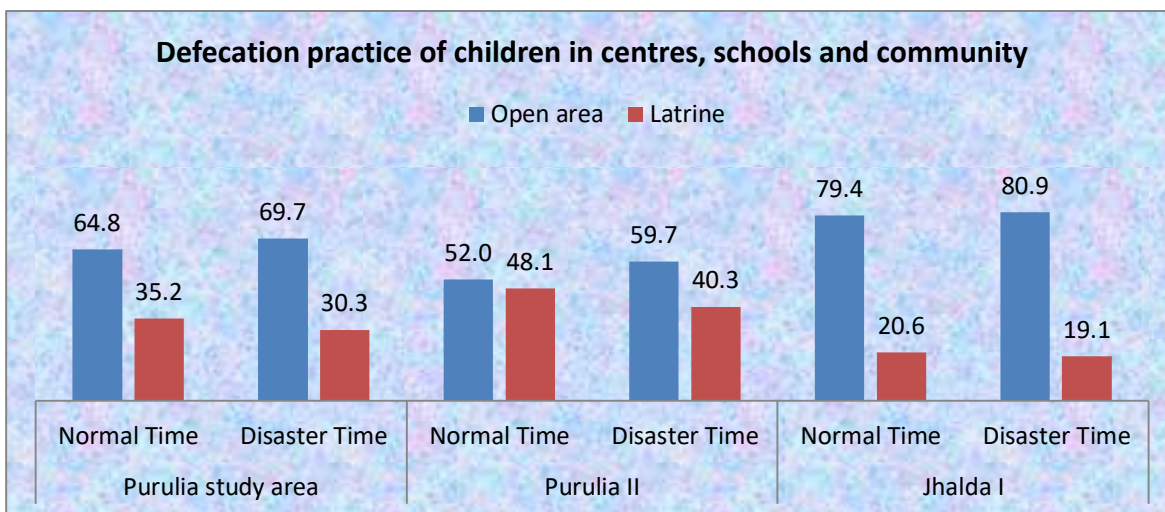 Defecation practice of children in centres, schools and community
Open area Latrine
64.8 35.2 69.7 30.3 52.0 48.1 59.7 40.3 79.4 20.6 80.9 19.1
Normal Time Disaster Time Normal Time Disaster Time Normal Time Disaster Time
Purulia study area Purulia II Jhalda I